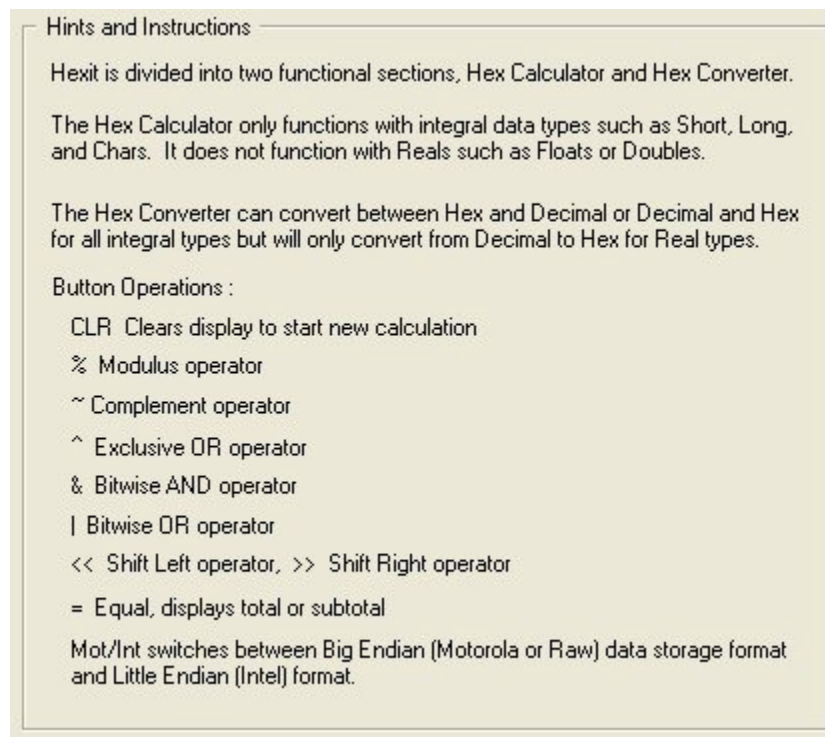 Hints and Instructions
Hexit is divided into two functional sections, Hex Calculator and Hex Converter.
The Hex Calculator only functions with integral data types such as Short, Long,
and Chars.  It does not function with Reals such as Floats or Doubles.
The Hex Converter can convert between Hex and Decimal or Decimal and Hex
for all integral types but will only convert from Decimal to Hex for Real types.
Button Operations :
CLR  Clears display to start new calculation
%  Modulus operator
~ Complement operator
^  Exclusive OR operator
&  Bitwise AND operator
|  Bitwise OR operator
<<  Shift Left operator,  >>  Shift Right operator
=  Equal, displays total or subtotal
Mot/Int switches between Big Endian (Motorola or Raw) data storage format
and Little Endian (Intel) format.